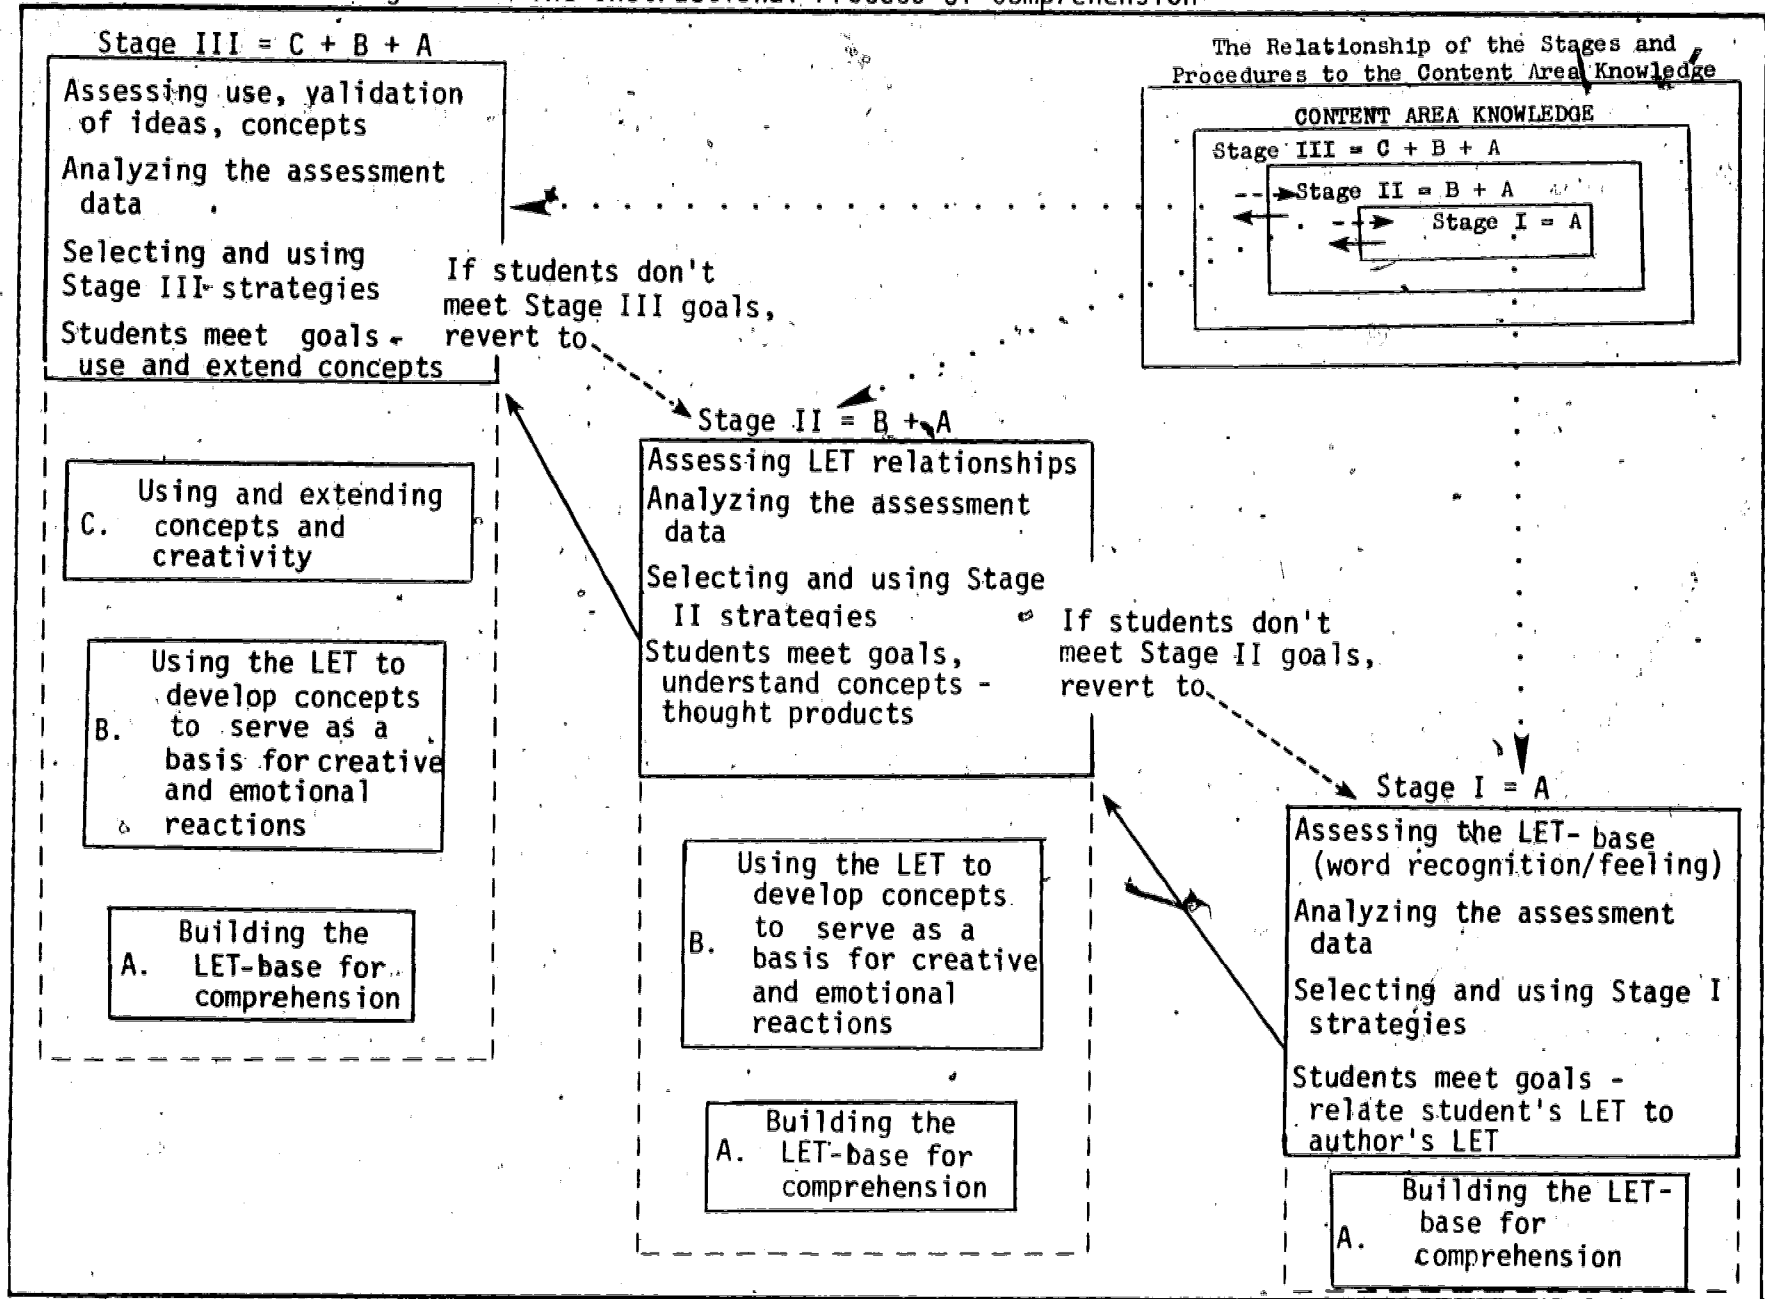 The Instructional Process of Comprehension
Stage III = C + B + A
Assessing use, validation
of ideas, concepts
Analyzing the assessment
data
Selecting and using
Stage III strategies
Students meet goals -
use and extend concepts
If students don't
meet Stage III goals,
revert to
C. Using and extending
concepts and
creativity
B. Using the LET to
develop concepts
to serve as a
basis for creative
and emotional
reactions
A. Building the
LET-base for
comprehension
The Relationship of the Stages and
Procedures to the Content Area Knowledge
CONTENT AREA KNOWLEDGE
Stage III = C + B + A
Stage II = B + A
Stage I = A
Stage II = B + A
Assessing LET relationships
Analyzing the assessment
data
Selecting and using Stage
II strategies
Students meet goals,
understand concepts -
thought products
If students don't
meet Stage II goals,
revert to
B. Using the LET to
develop concepts
to serve as a
basis for creative
and emotional
reactions
A. Building the
LET-base for
comprehension
Stage I = A
Assessing the LET-base
(word recognition/feeling)
Analyzing the assessment
data
Selecting and using Stage I
strategies
Students meet goals -
relate student's LET to
author's LET
A. Building the LET-
base for
comprehension